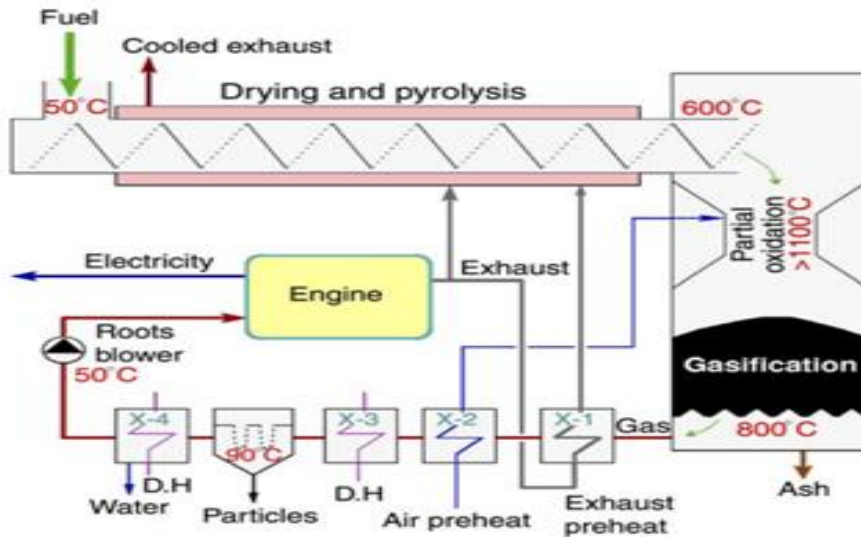 Fuel
Cooled exhaust
50°C
Drying and pyrolysis
600°C
Partial
oxidation
>1100°C
Electricity
Engine
Exhaust
Roots
blower
50°C
Gasification
X-4
X-3
X-2
X-1
Gas
90°C
800°C
D.H
Water
Particles
D.H
Air preheat
Exhaust
preheat
Ash